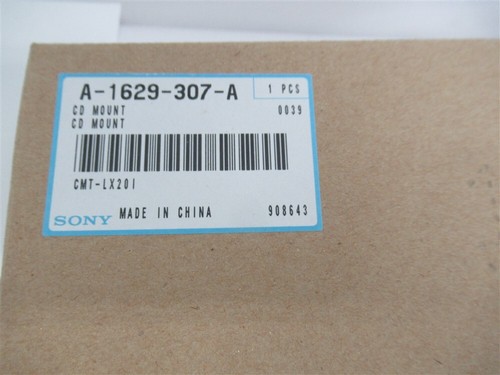 A-1629-307-A 1 PCS
CD MOUNT 0039
CD MOUNT
CMT-LX20I
SONY MADE IN CHINA 908643